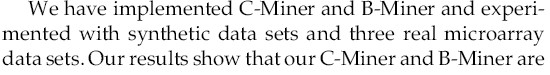 We have implemented C-Miner and B-Miner and experi-
mented with synthetic data sets and three real microarray
data sets. Our results show that our C-Miner and B-Miner are